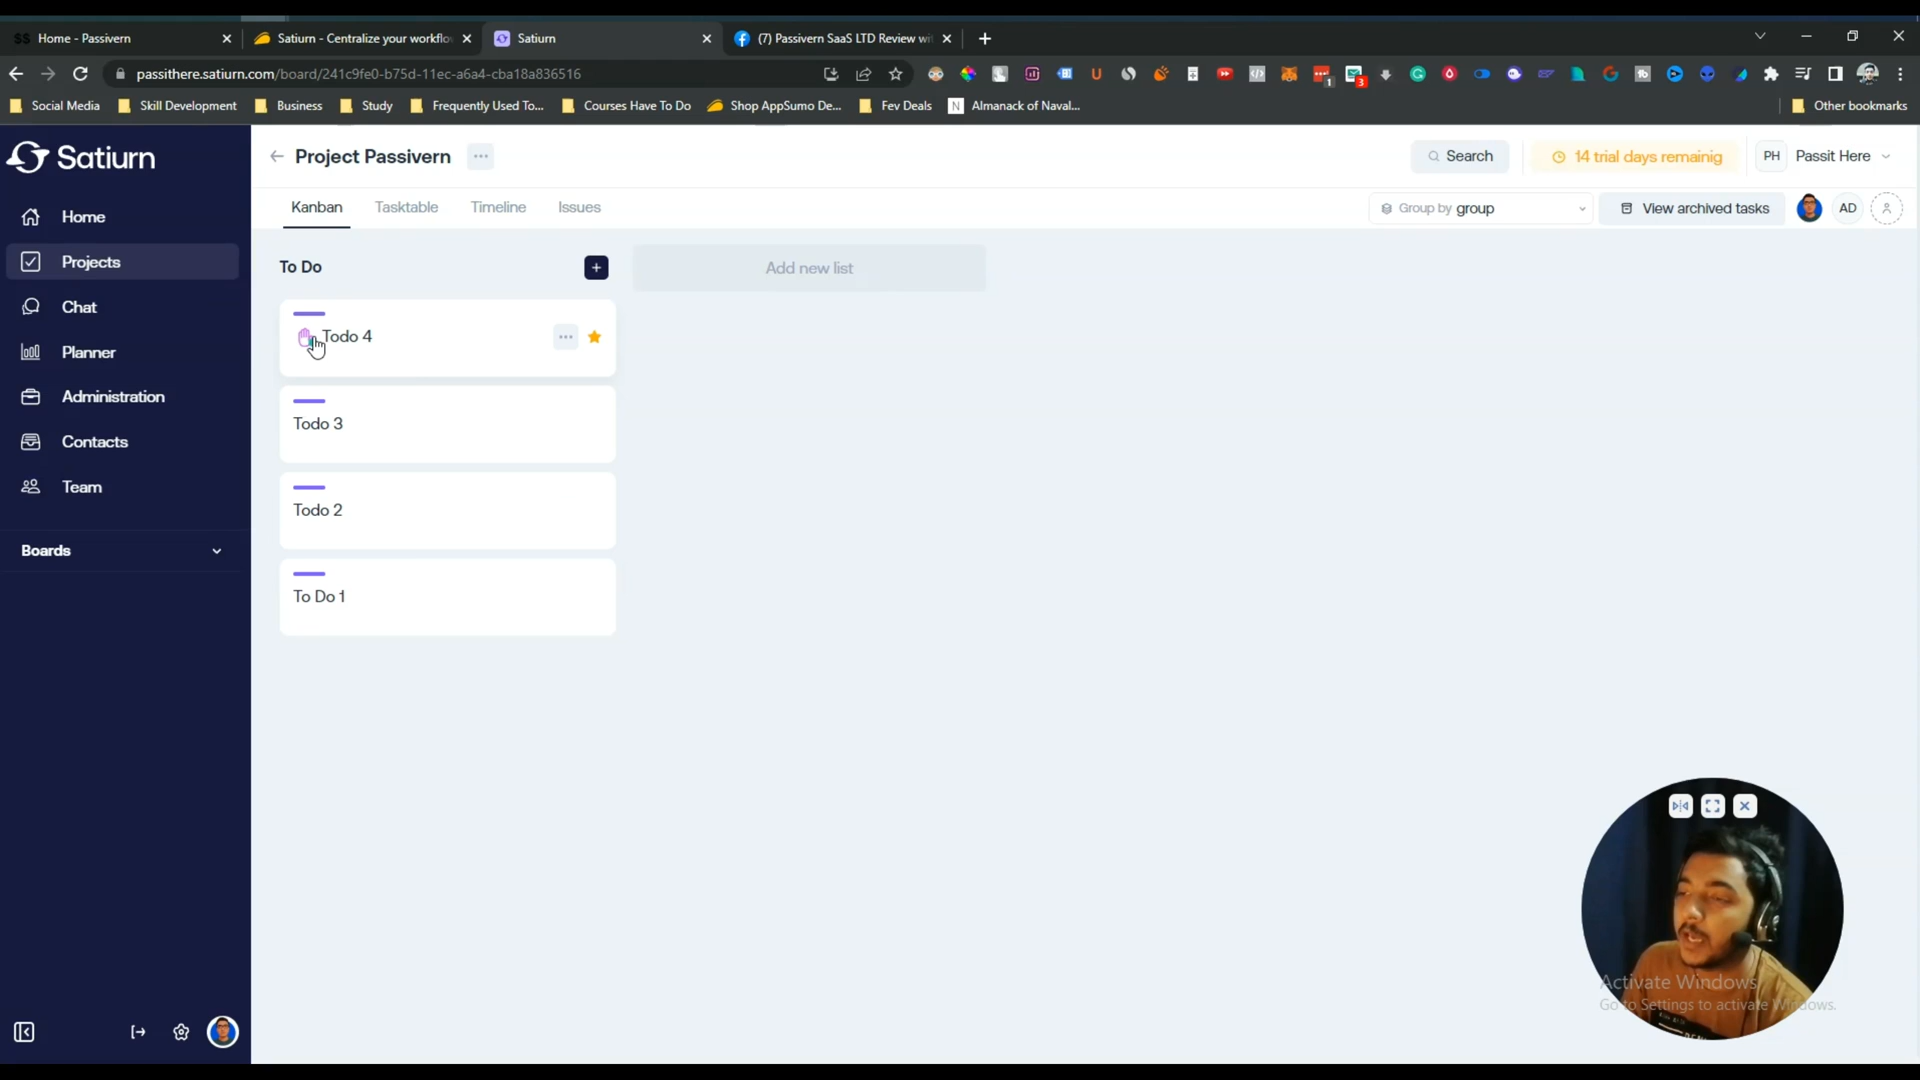 Home - Passivern
Satiurn - Centralize your workflo
Satiurn
(7) Passivern SaaS LTD Review wit
passithere.satiurn.com/board/241c9fe0-b75d-11ec-a6a4-cba18a836516
Social Media
Skill Development
Business
Study
Frequently Used To...
Courses Have To Do
Shop AppSumo De...
Fev Deals
Almanack of Naval...
Other bookmarks
Satiurn
Project Passivern
Search
14 trial days remainig
PH
Passit Here
Home
Projects
Chat
Planner
Administration
Contacts
Team
Boards
Kanban
Tasktable
Timeline
Issues
Group by group
View archived tasks
AD
To Do
Add new list
Todo 4
Todo 3
Todo 2
To Do 1
Activate Windows
Go to Settings to activate Windows.